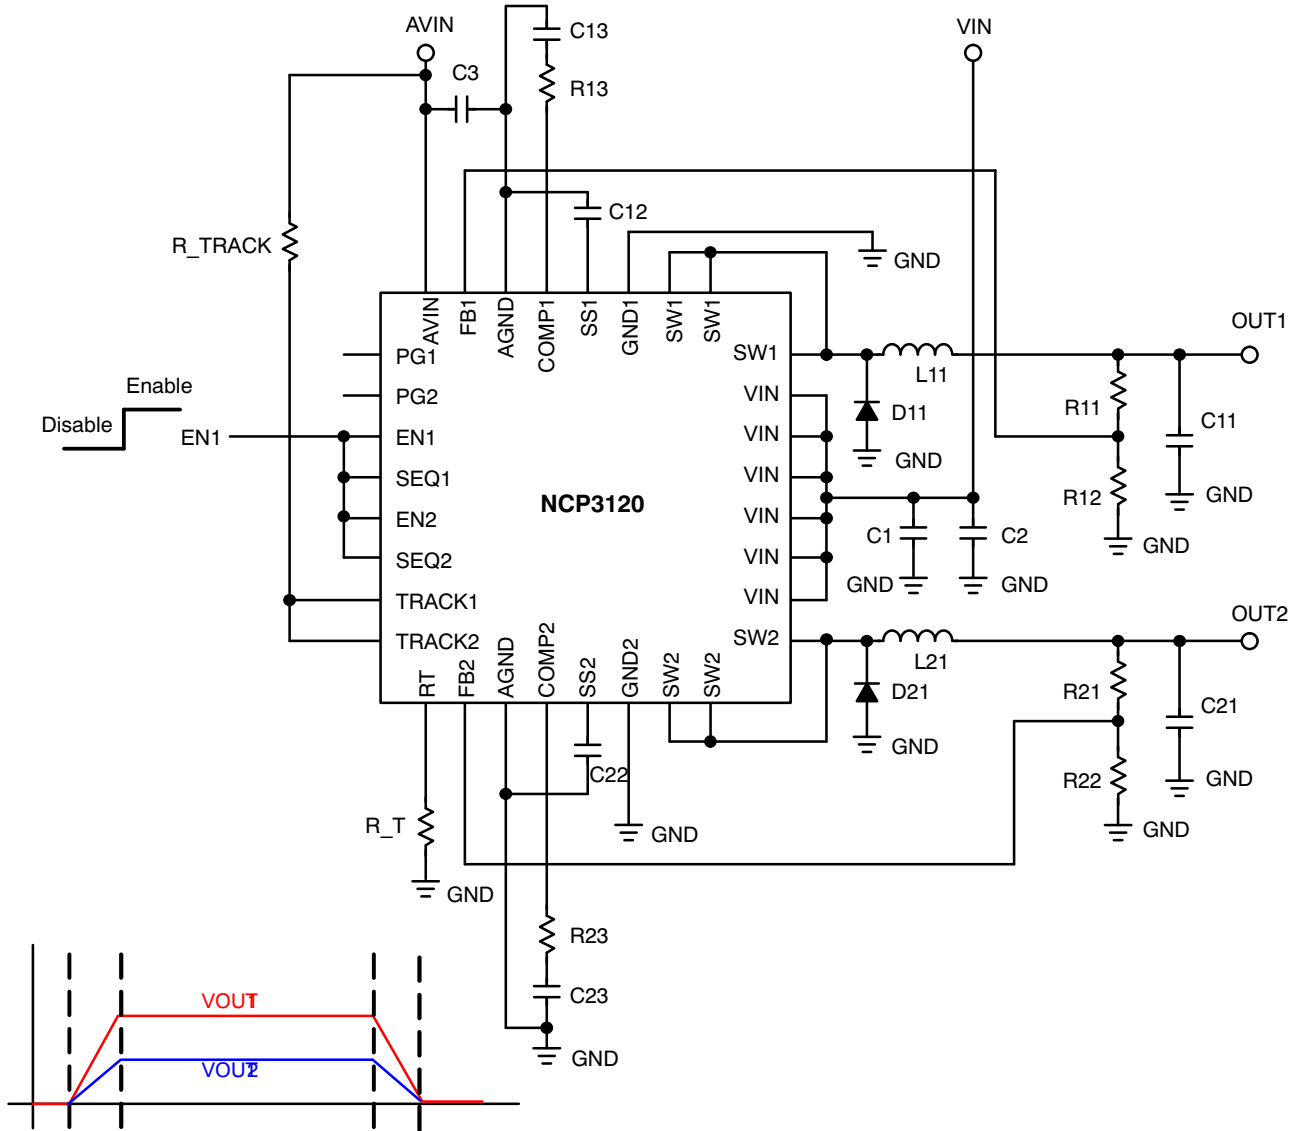 AVIN
VIN
C13
C3
R13
C12
R_TRACK
GND
AVIN
FB1
AGND
COMP1
SS1
GND1
SW1
SW1
OUT1
PG1
SW1
L11
Enable
PG2
VIN
R11
D11
C11
Disable
EN1
EN1
VIN
GND
SEQ1
VIN
R12
GND
NCP3120
EN2
VIN
C1
C2
GND
SEQ2
VIN
GND
GND
TRACK1
VIN
OUT2
TRACK2
SW2
L21
RT
FB2
AGND
COMP2
SS2
GND2
SW2
SW2
D21
R21
C21
GND
C22
R22
GND
R_T
GND
GND
GND
R23
C23
VOUT1
GND
VOUT2